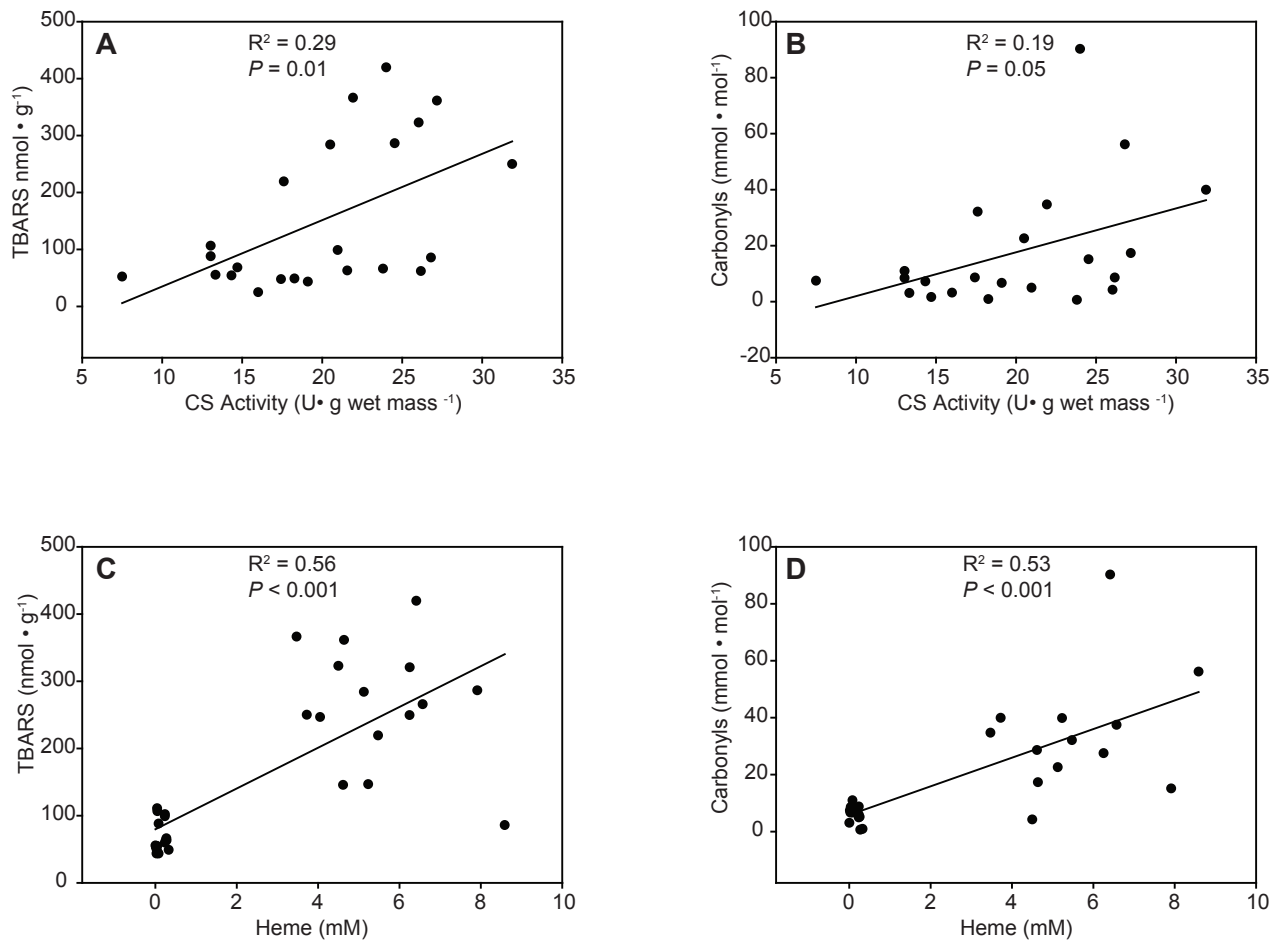 A
R² = 0.29
P = 0.01
500
400
300
200
100
0
TBARS nmol • g⁻¹
5 10 15 20 25 30 35
CS Activity (U• g wet mass ⁻¹)
B
R² = 0.19
P = 0.05
100
80
60
40
20
0
-20
Carbonyls (mmol • mol⁻¹)
5 10 15 20 25 30 35
CS Activity (U• g wet mass ⁻¹)
C
R² = 0.56
P < 0.001
500
400
300
200
100
0
TBARS (nmol • g⁻¹)
0 2 4 6 8 10
Heme (mM)
D
R² = 0.53
P < 0.001
100
80
60
40
20
0
Carbonyls (mmol • mol⁻¹)
0 2 4 6 8 10
Heme (mM)